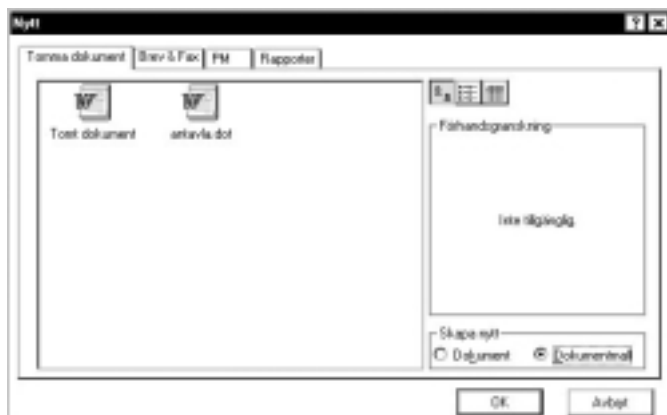 Nytt
Tomma dokument Brev & Fax PM Rapporter
Tomt dokument antavla.dot
Förhandsgranskning
Inte tillgänglig.
Skapa nytt
Dokument Dokumentmall
OK Avbryt